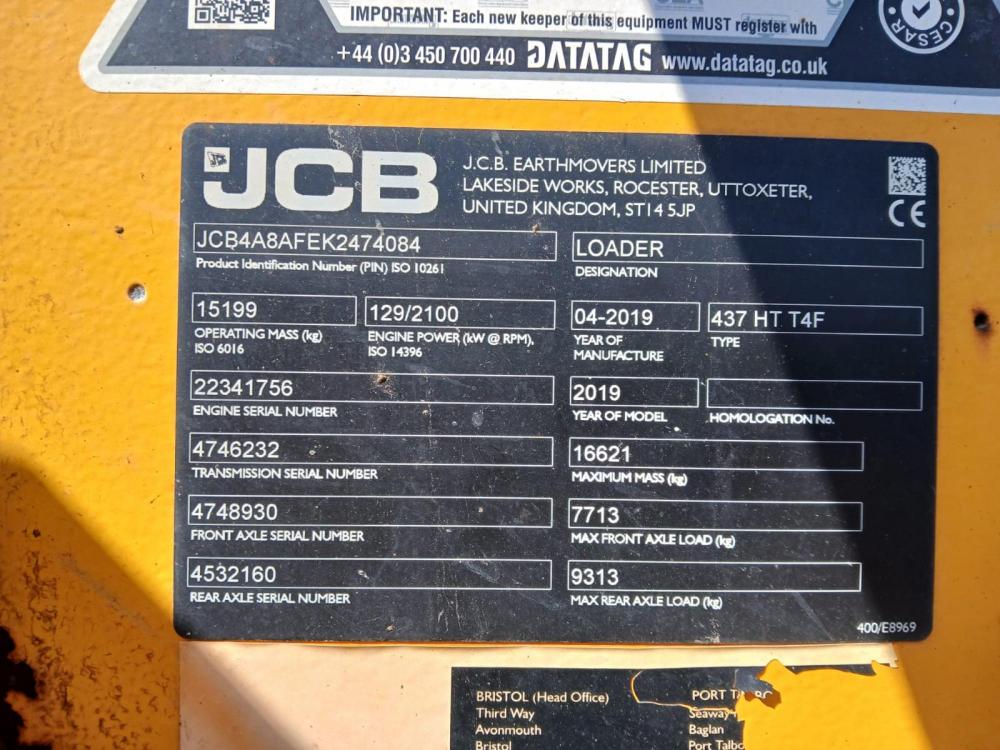 IMPORTANT: Each new keeper of this equipment MUST register with
+44 (0)3 450 700 440 DATATAG www.datatag.co.uk
CESAR
JCB
J.C.B. EARTHMOVERS LIMITED
LAKESIDE WORKS, ROCESTER, UTTOXETER,
UNITED KINGDOM, ST14 5JP
CE
JCB4A8AFEK2474084
Product Identification Number (PIN) ISO 10261
LOADER
DESIGNATION
15199
OPERATING MASS (kg)
ISO 6016
129/2100
ENGINE POWER (kW @ RPM),
ISO 14396
04-2019
YEAR OF
MANUFACTURE
437 HT T4F
TYPE
22341756
ENGINE SERIAL NUMBER
2019
YEAR OF MODEL
HOMOLOGATION No.
4746232
TRANSMISSION SERIAL NUMBER
16621
MAXIMUM MASS (kg)
4748930
FRONT AXLE SERIAL NUMBER
7713
MAX FRONT AXLE LOAD (kg)
4532160
REAR AXLE SERIAL NUMBER
9313
MAX REAR AXLE LOAD (kg)
400/E8969
BRISTOL (Head Office)
Third Way
Avonmouth
Bristol
PORT
Seaway
Baglan
Port Talbo